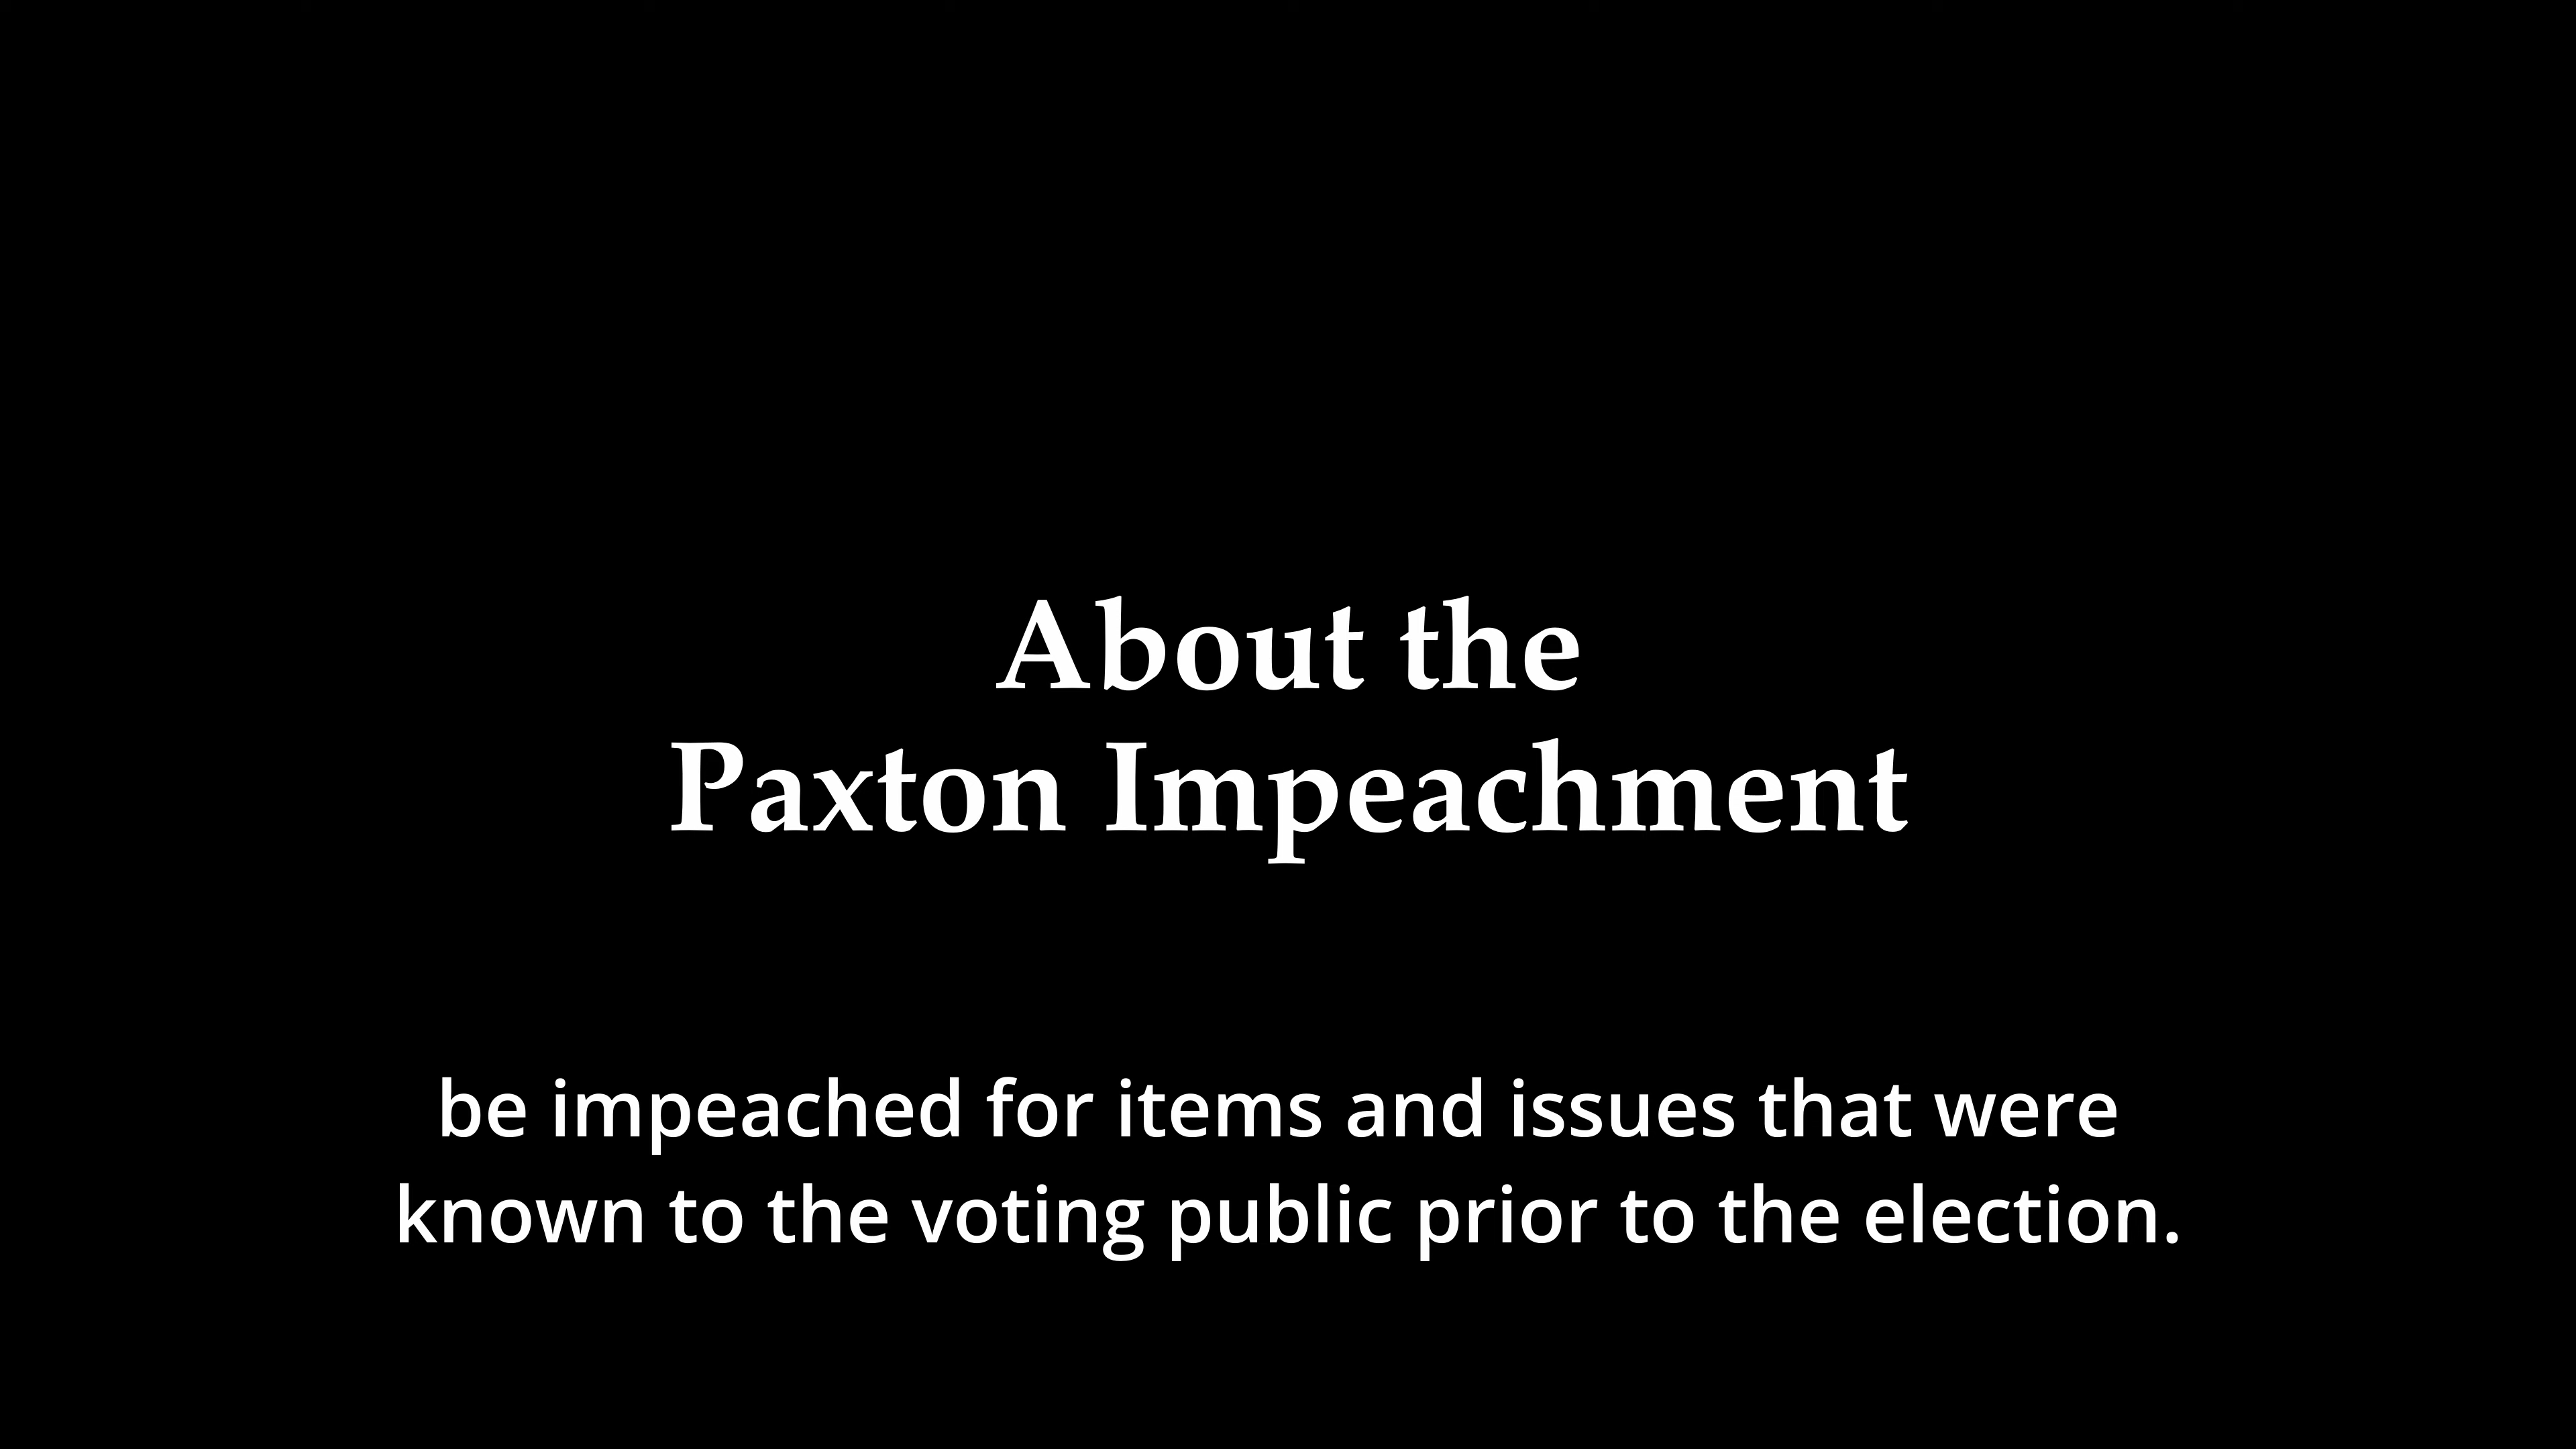 About the
Paxton Impeachment
be impeached for items and issues that were
known to the voting public prior to the election.